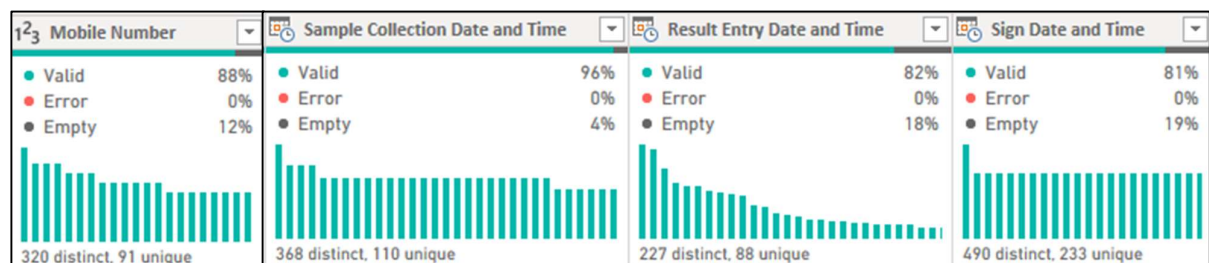 1²3 Mobile Number
Valid 88%
Error 0%
Empty 12%
320 distinct, 91 unique
Sample Collection Date and Time
Valid 96%
Error 0%
Empty 4%
368 distinct, 110 unique
Result Entry Date and Time
Valid 82%
Error 0%
Empty 18%
227 distinct, 88 unique
Sign Date and Time
Valid 81%
Error 0%
Empty 19%
490 distinct, 233 unique